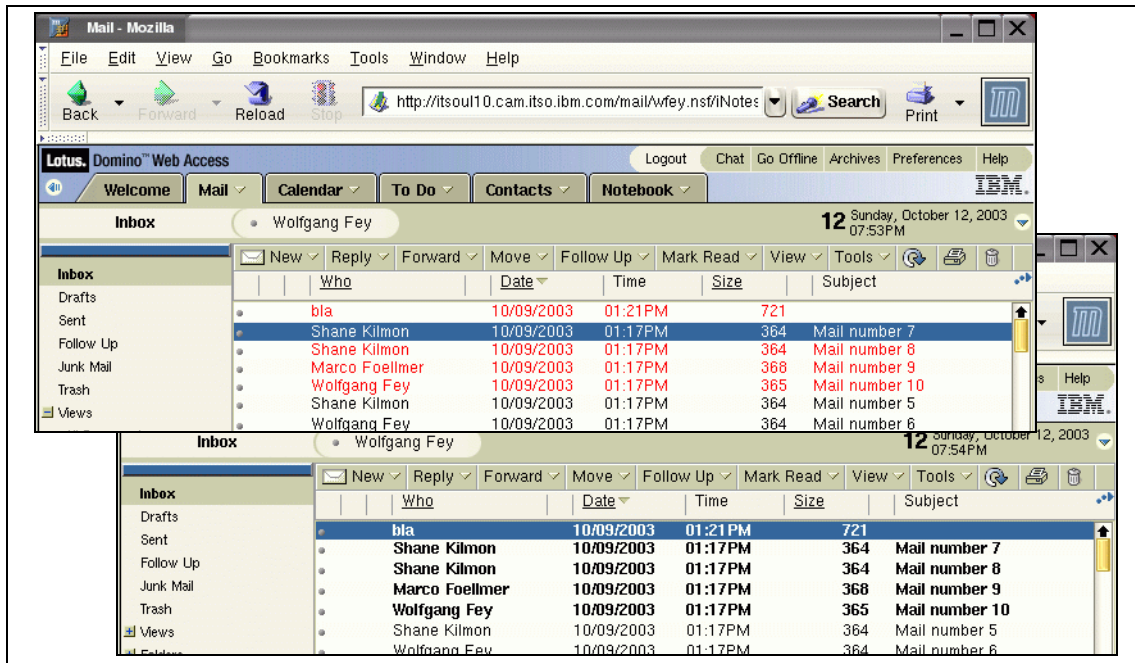 Mail - Mozilla
File Edit View Go Bookmarks Tools Window Help
Back Forward Reload Stop http://itsoul10.cam.itso.ibm.com/mail/wfey.nsf/iNotes Search Print
Lotus. Domino™ Web Access Logout Chat Go Offline Archives Preferences Help
Welcome Mail Calendar To Do Contacts Notebook IBM.
Inbox Wolfgang Fey 12 Sunday, October 12, 2003
07:53PM
New Reply Forward Move Follow Up Mark Read View Tools
Who Date Time Size Subject
bla 10/09/2003 01:21PM 721
Shane Kilmon 10/09/2003 01:17PM 364 Mail number 7
Shane Kilmon 10/09/2003 01:17PM 364 Mail number 8
Marco Foellmer 10/09/2003 01:17PM 368 Mail number 9
Wolfgang Fey 10/09/2003 01:17PM 365 Mail number 10
Shane Kilmon 10/09/2003 01:17PM 364 Mail number 5
Wolfgang Fey 10/09/2003 01:17PM 364 Mail number 6
Inbox
Drafts
Sent
Follow Up
Junk Mail
Trash
Views
Help
IBM.
Inbox Wolfgang Fey 12 Sunday, October 12, 2003
07:54PM
New Reply Forward Move Follow Up Mark Read View Tools
Who Date Time Size Subject
bla 10/09/2003 01:21PM 721
Shane Kilmon 10/09/2003 01:17PM 364 Mail number 7
Shane Kilmon 10/09/2003 01:17PM 364 Mail number 8
Marco Foellmer 10/09/2003 01:17PM 368 Mail number 9
Wolfgang Fey 10/09/2003 01:17PM 365 Mail number 10
Shane Kilmon 10/09/2003 01:17PM 364 Mail number 5
Wolfgang Fey 10/09/2003 01:17PM 364 Mail number 6
Inbox
Drafts
Sent
Follow Up
Junk Mail
Trash
Views
Folders